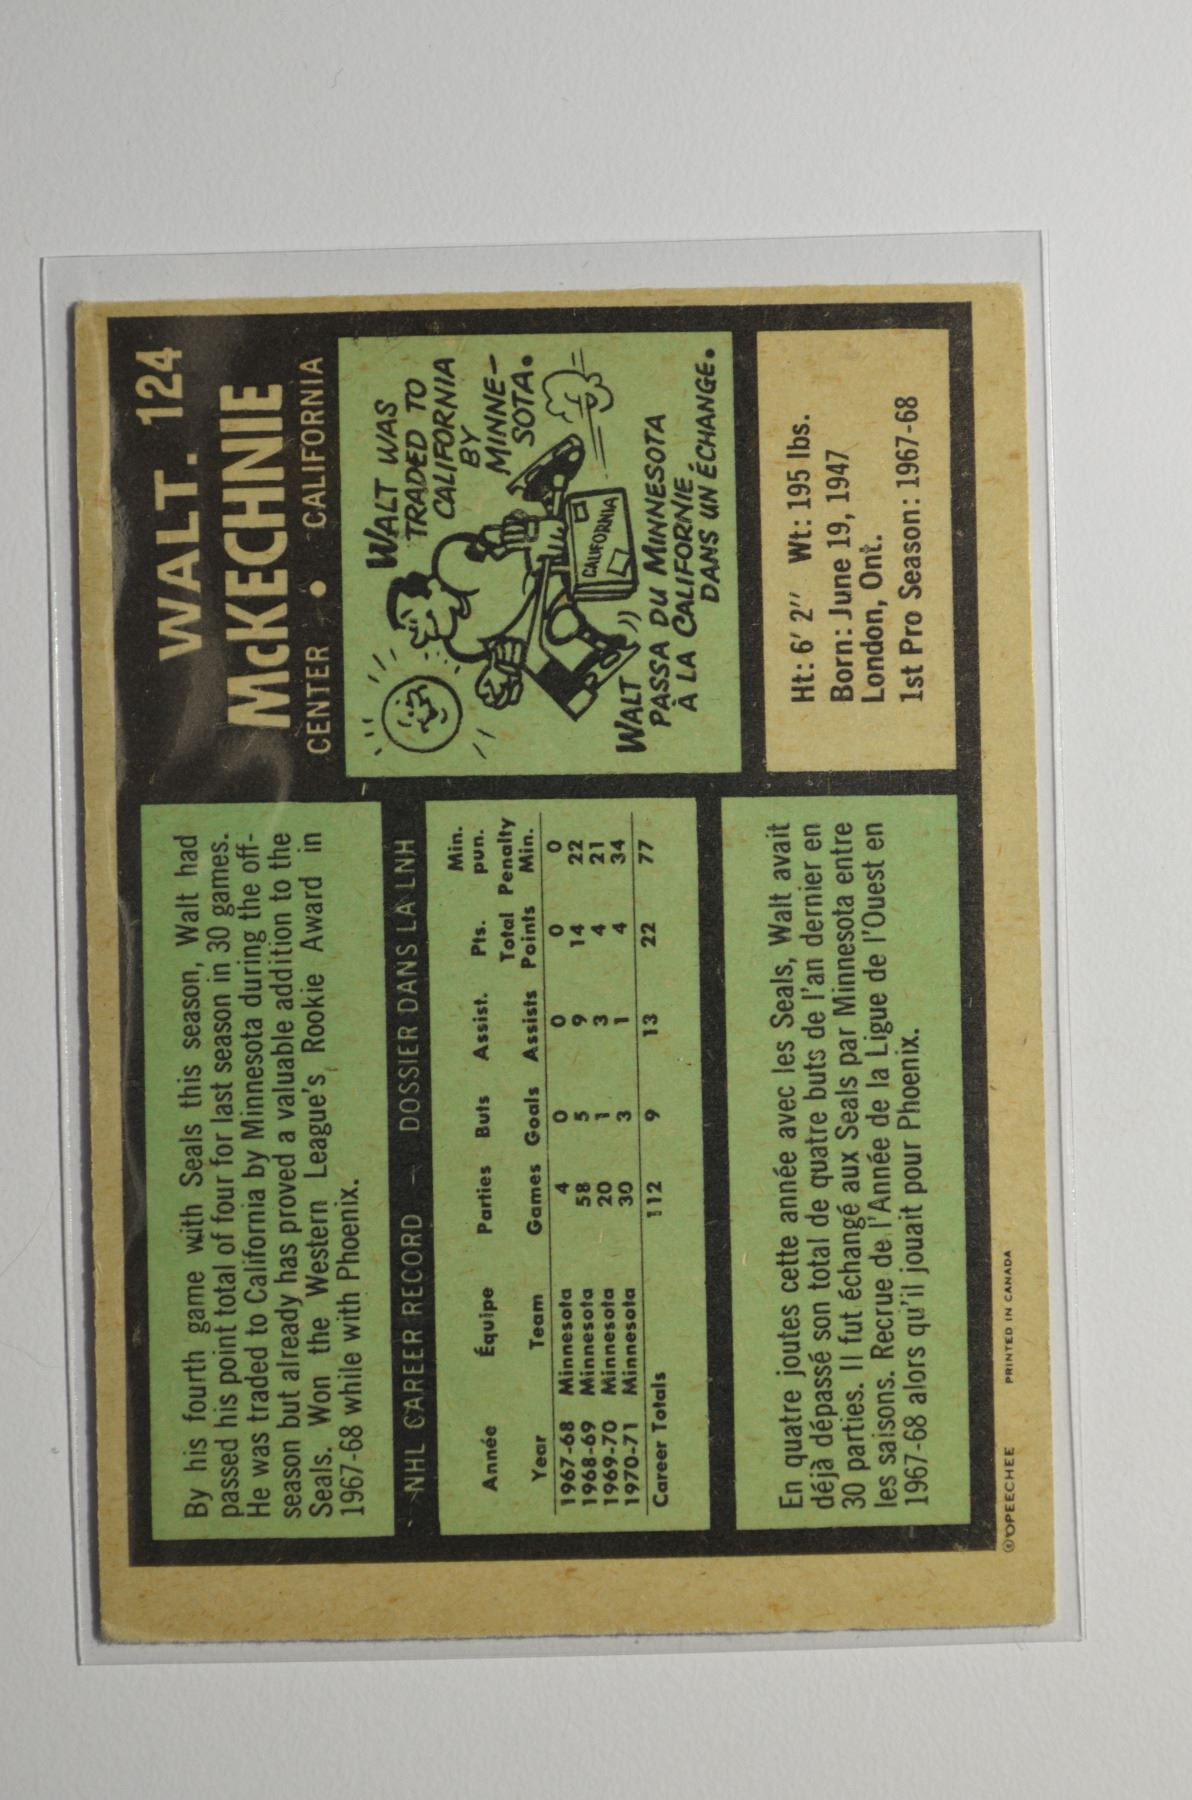 WALT. 124
McKECHNIE
CENTER • CALIFORNIA
By his fourth game with Seals this season, Walt had
passed his point total of four for last season in 30 games.
He was traded to California by Minnesota during the off-
season but already has proved a valuable addition to the
Seals. Won the Western League's Rookie Award in
1967-68 while with Phoenix.
NHL CAREER RECORD — DOSSIER DANS LA LNH
Année Équipe Parties Buts Assist. Pts. Min. pun.
Year Team Games Goals Assists Total Points Penalty Min.
1967-68 Minnesota 4 0 0 0 0
1968-69 Minnesota 58 5 9 14 22
1969-70 Minnesota 20 1 3 4 21
1970-71 Minnesota 30 3 1 4 34
Career Totals 112 9 13 22 77
En quatre joutes cette année avec les Seals, Walt avait
déjà dépassé son total de quatre buts de l'an dernier en
30 parties. Il fut échangé aux Seals par Minnesota entre
les saisons. Recrue de l'Année de la Ligue de l'Ouest en
1967-68 alors qu'il jouait pour Phoenix.
WALT WAS
TRADED TO
CALIFORNIA
BY
MINNE-
SOTA.
CALIFORNIA
WALT
PASSA DU MINNESOTA
À LA CALIFORNIE,
DANS UN ÉCHANGE.
Ht: 6' 2" Wt: 195 lbs.
Born: June 19, 1947
London, Ont.
1st Pro Season: 1967-68
© OPEECHEE PRINTED IN CANADA